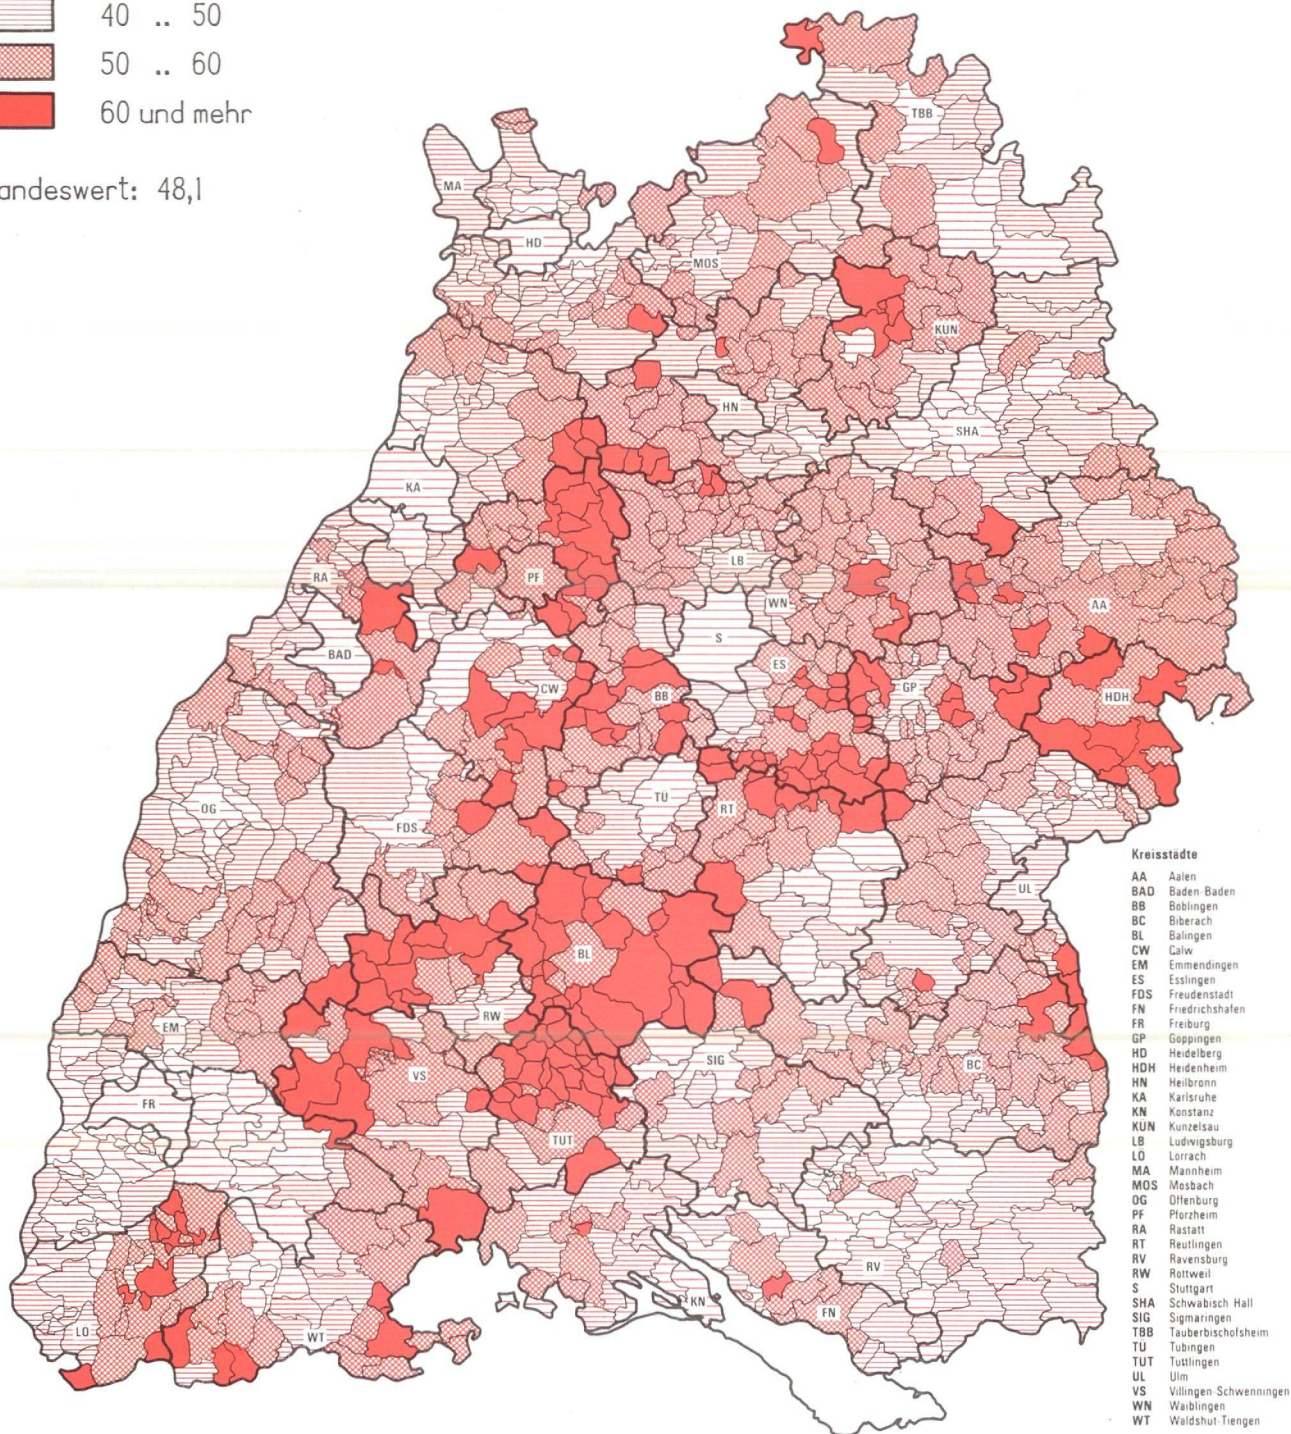 40 .. 50
50 .. 60
60 und mehr
andeswert: 48,1
TBB
MA
HD
MOS
KÜN
HN
SHA
KA
LB
RA
PF
WN
AA
S
BAD
ES
CW
BB
GP
HDH
TÜ
OG
RT
FDS
UL
BL
RW
EM
SIG
BC
VS
FR
TUT
RV
KN
FN
LÖ
WT
Kreisstädte
AA Aalen
BAD Baden-Baden
BB Böblingen
BC Biberach
BL Balingen
CW Calw
EM Emmendingen
ES Esslingen
FDS Freudenstadt
FN Friedrichshafen
FR Freiburg
GP Göppingen
HD Heidelberg
HDH Heidenheim
HN Heilbronn
KA Karlsruhe
KN Konstanz
KÜN Künzelsau
LB Ludwigsburg
LÖ Lörrach
MA Mannheim
MOS Mosbach
OG Offenburg
PF Pforzheim
RA Rastatt
RT Reutlingen
RV Ravensburg
RW Rottweil
S Stuttgart
SHA Schwäbisch Hall
SIG Sigmaringen
TBB Tauberbischofsheim
TÜ Tübingen
TUT Tuttlingen
UL Ulm
VS Villingen-Schwenningen
WN Waiblingen
WT Waldshut-Tiengen